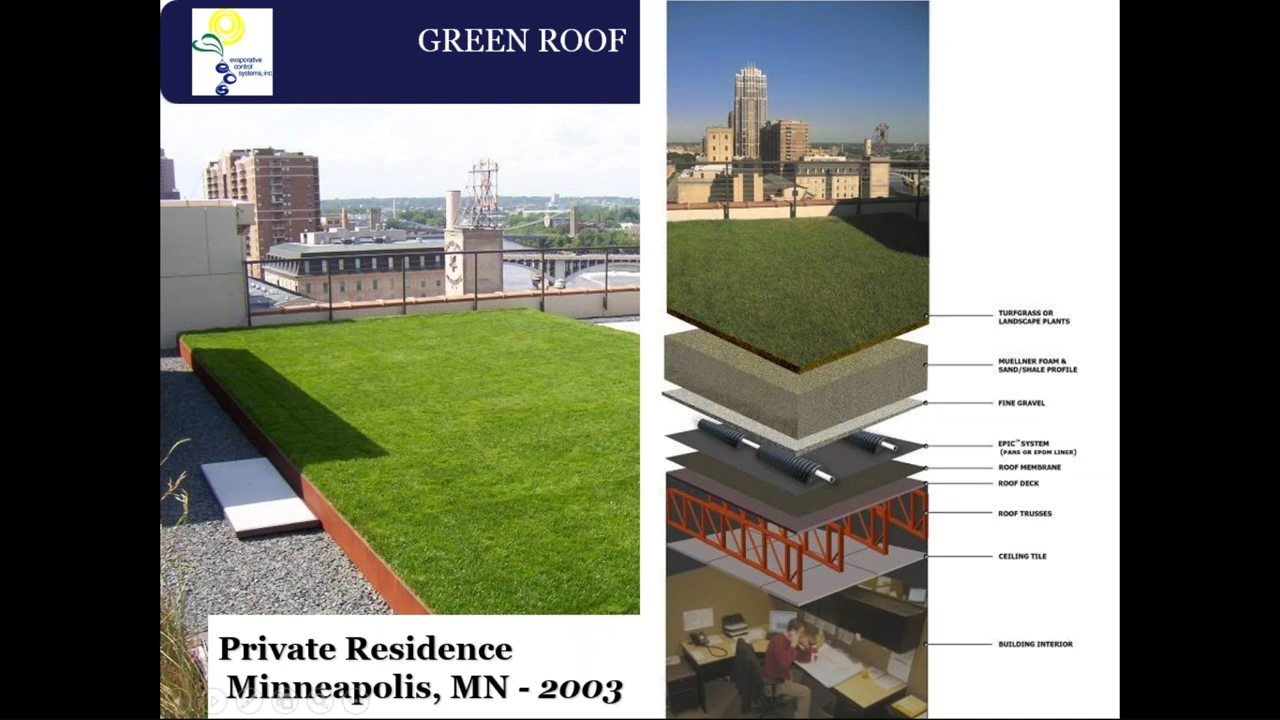 evaporative
control
systems, inc.
ecs
GREEN ROOF
TURFGRASS OR
LANDSCAPE PLANTS
MUELLNER FOAM &
SAND/SHALE PROFILE
FINE GRAVEL
EPIC™ SYSTEM
(PANS OR EPDM LINER)
ROOF MEMBRANE
ROOF DECK
ROOF TRUSSES
CEILING TILE
BUILDING INTERIOR
Private Residence
Minneapolis, MN - 2003